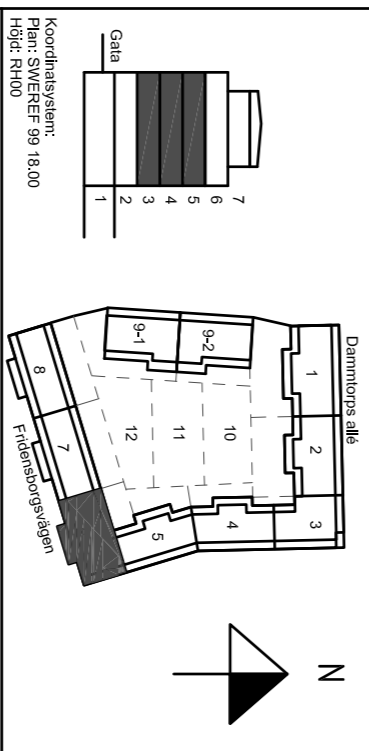 Koordinatsystem:
Plan: SWEREF 99 18.00
Höjd: RH00
Gata
1
2
3
4
5
6
7
Dammtorps allé
1
2
3
4
5
7
8
9-1
9-2
10
11
12
Fridensborgsvägen
N